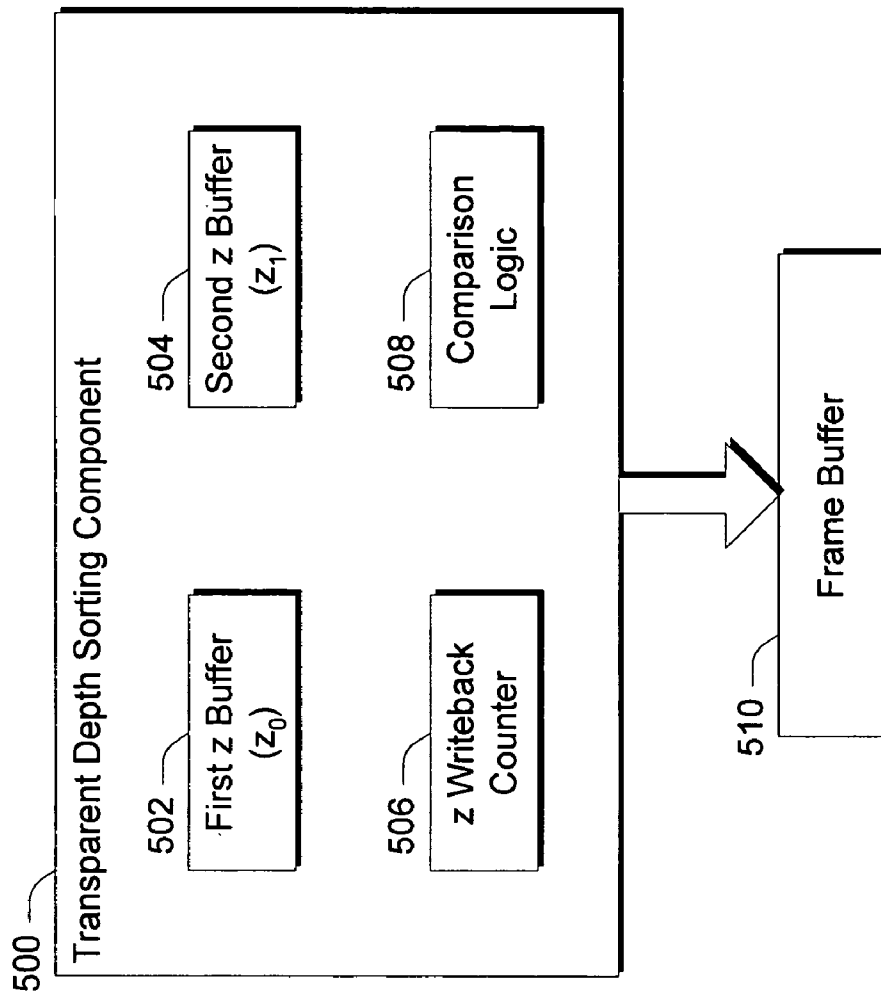 500
Transparent Depth Sorting Component
502
First z Buffer
(z₀)
504
Second z Buffer
(z₁)
506
z Writeback
Counter
508
Comparison
Logic
510
Frame Buffer